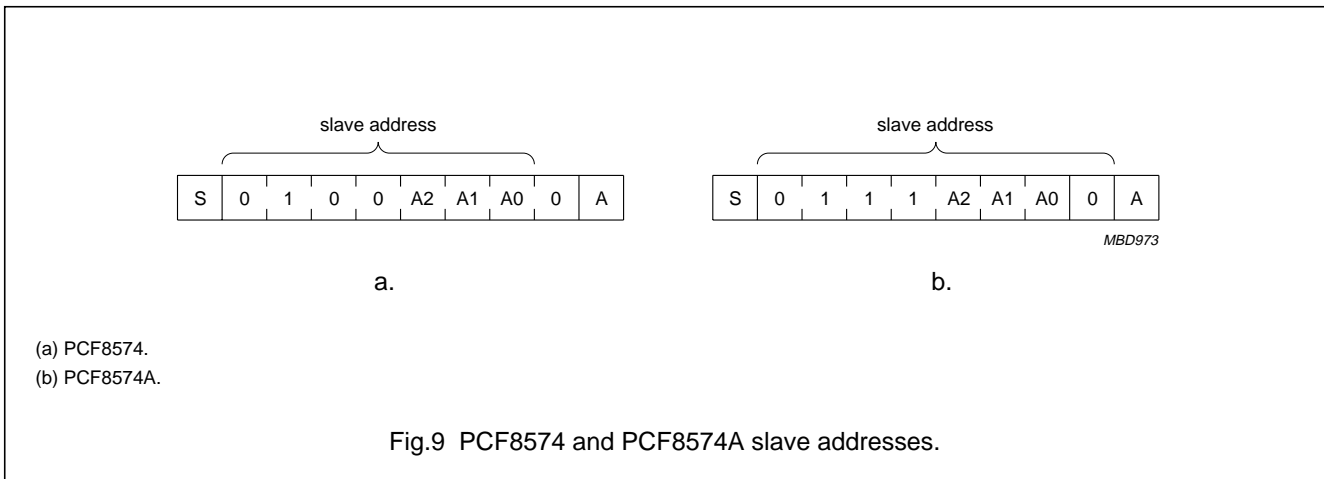 slave address
S 0 1 0 0 A2 A1 A0 0 A
a.
slave address
S 0 1 1 1 A2 A1 A0 0 A
MBD973
b.
(a) PCF8574.
(b) PCF8574A.
Fig.9 PCF8574 and PCF8574A slave addresses.